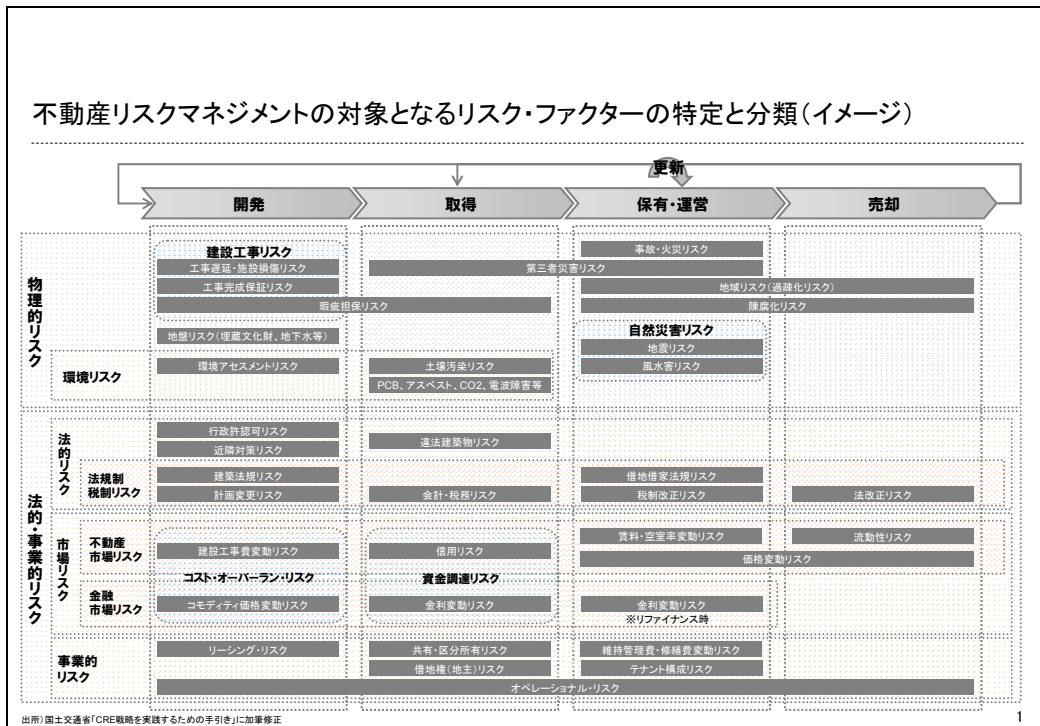 不動産リスクマネジメントの対象となるリスク・ファクターの特定と分類（イメージ）
更新
開発
取得
保有・運営
売却
物理的リスク
建設工事リスク
工事遅延・施設損傷リスク
工事完成保証リスク
事故・火災リスク
第三者災害リスク
地域リスク（過疎化リスク）
瑕疵担保リスク
陳腐化リスク
地盤リスク（埋蔵文化財、地下水等）
自然災害リスク
地震リスク
風水害リスク
環境リスク
環境アセスメントリスク
土壌汚染リスク
PCB、アスベスト、CO2、電波障害等
法的・事業的リスク
法的リスク
行政許認可リスク
近隣対策リスク
違法建築物リスク
法規制
税制リスク
建築法規リスク
計画変更リスク
会計・税務リスク
借地借家法規リスク
税制改正リスク
法改正リスク
市場リスク
不動産
市場リスク
建設工事費変動リスク
信用リスク
賃料・空室率変動リスク
流動性リスク
価格変動リスク
コスト・オーバーラン・リスク
資金調達リスク
金融
市場リスク
コモディティ価格変動リスク
金利変動リスク
金利変動リスク
※リファイナンス時
事業的
リスク
リーシング・リスク
共有・区分所有リスク
維持管理費・修繕費変動リスク
借地権（地主）リスク
テナント構成リスク
オペレーショナル・リスク
出所）国土交通省「CRE戦略を実践するための手引き」に加筆修正
1